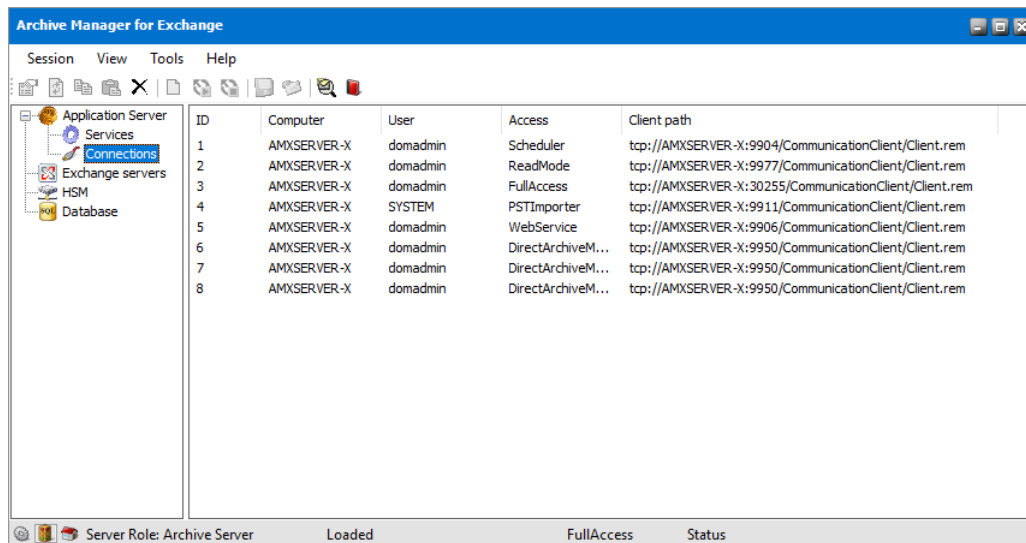 Archive Manager for Exchange
Session View Tools Help
Application Server
Services
Connections
Exchange servers
HSM
SQL Database
ID Computer User Access Client path
1 AMXSERVER-X domadmin Scheduler tcp://AMXSERVER-X:9904/CommunicationClient/Client.rem
2 AMXSERVER-X domadmin ReadMode tcp://AMXSERVER-X:9977/CommunicationClient/Client.rem
3 AMXSERVER-X domadmin FullAccess tcp://AMXSERVER-X:30255/CommunicationClient/Client.rem
4 AMXSERVER-X SYSTEM PSTImporter tcp://AMXSERVER-X:9911/CommunicationClient/Client.rem
5 AMXSERVER-X domadmin WebService tcp://AMXSERVER-X:9906/CommunicationClient/Client.rem
6 AMXSERVER-X domadmin DirectArchiveM... tcp://AMXSERVER-X:9950/CommunicationClient/Client.rem
7 AMXSERVER-X domadmin DirectArchiveM... tcp://AMXSERVER-X:9950/CommunicationClient/Client.rem
8 AMXSERVER-X domadmin DirectArchiveM... tcp://AMXSERVER-X:9950/CommunicationClient/Client.rem
Server Role: Archive Server Loaded FullAccess Status